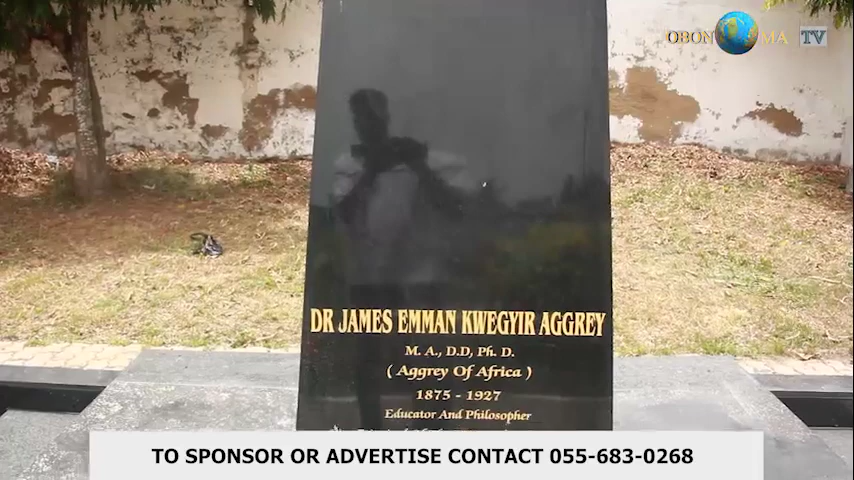 OBON MA TV
DR JAMES EMMAN KWEGYIR AGGREY
M. A., D.D, Ph. D.
( Aggrey Of Africa )
1875 - 1927
Educator And Philosopher
TO SPONSOR OR ADVERTISE CONTACT 055-683-0268